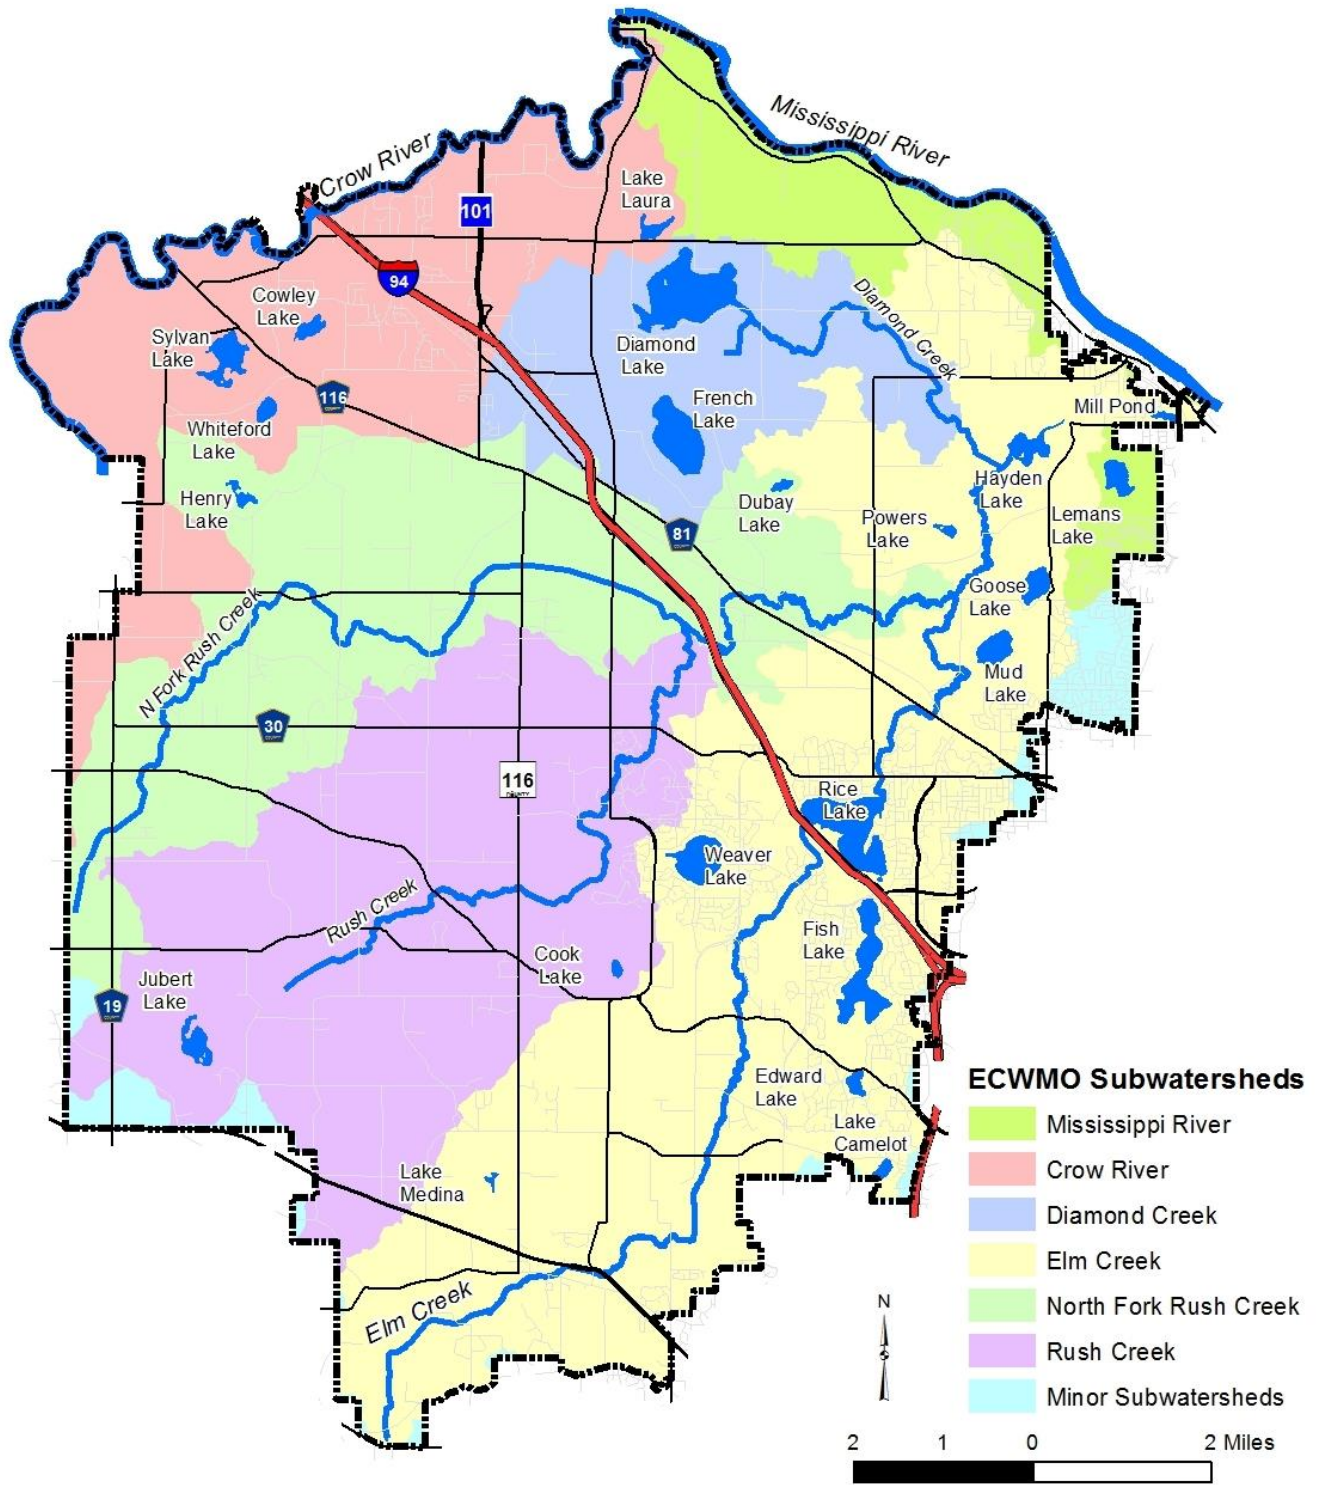 Mississippi River
Crow River
Lake
Laura
101
94
Cowley
Lake
Diamond Creek
Sylvan
Lake
Diamond
Lake
116
French
Lake
Mill Pond
Whiteford
Lake
Henry
Lake
Hayden
Lake
Dubay
Lake
Powers
Lake
Lemans
Lake
81
Goose
Lake
N Fork Rush Creek
Mud
Lake
30
116
COUNTY
Rice
Lake
Weaver
Lake
Rush Creek
Fish
Lake
Cook
Lake
Jubert
Lake
19
Edward
Lake
Lake
Camelot
Lake
Medina
Elm Creek
ECWMO Subwatersheds
Mississippi River
Crow River
Diamond Creek
Elm Creek
North Fork Rush Creek
Rush Creek
Minor Subwatersheds
N
2 1 0 2 Miles